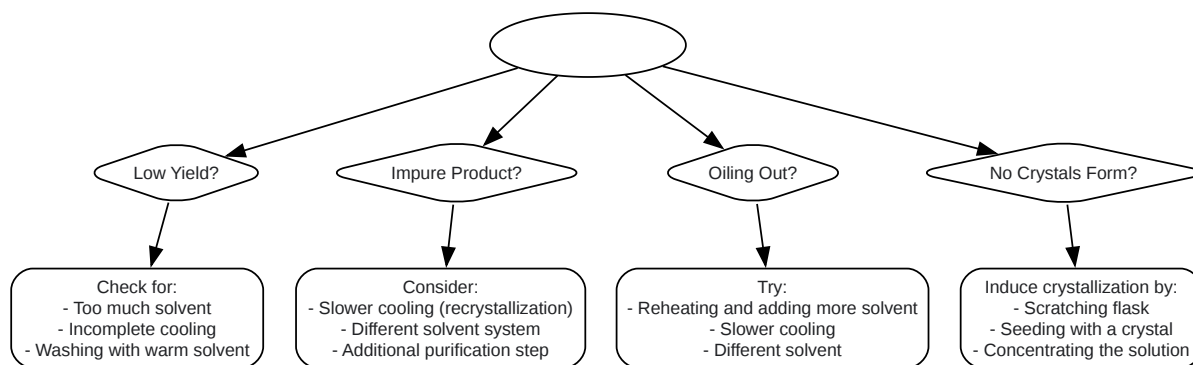 Low Yield?
Impure Product?
Oiling Out?
No Crystals Form?
Check for:
- Too much solvent
- Incomplete cooling
- Washing with warm solvent
Consider:
- Slower cooling (recrystallization)
- Different solvent system
- Additional purification step
Try:
- Reheating and adding more solvent
- Slower cooling
- Different solvent
Induce crystallization by:
- Scratching flask
- Seeding with a crystal
- Concentrating the solution